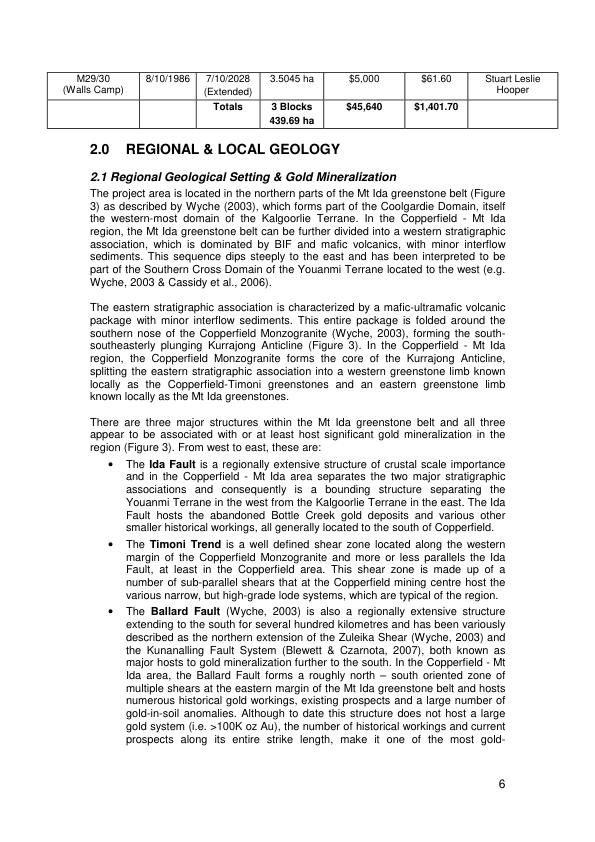 M29/30 8/10/1986 7/10/2028 3.5045 ha $5,000 $61.60 Stuart Leslie
(Walls Camp) (Extended) Hooper
Totals 3 Blocks $45,640 $1,401.70
439.69 ha
2.0 REGIONAL & LOCAL GEOLOGY
2.1 Regional Geological Setting & Gold Mineralization
The project area is located in the northern parts of the Mt Ida greenstone belt (Figure
3) as described by Wyche (2003), which forms part of the Coolgardie Domain, itself
the western-most domain of the Kalgoorlie Terrane. In the Copperfield - Mt Ida
region, the Mt Ida greenstone belt can be further divided into a western stratigraphic
association, which is dominated by BIF and mafic volcanics, with minor interflow
sediments. This sequence dips steeply to the east and has been interpreted to be
part of the Southern Cross Domain of the Youanmi Terrane located to the west (e.g.
Wyche, 2003 & Cassidy et al., 2006).
The eastern stratigraphic association is characterized by a mafic-ultramafic volcanic
package with minor interflow sediments. This entire package is folded around the
southern nose of the Copperfield Monzogranite (Wyche, 2003), forming the south-
southeasterly plunging Kurrajong Anticline (Figure 3). In the Copperfield - Mt Ida
region, the Copperfield Monzogranite forms the core of the Kurrajong Anticline,
splitting the eastern stratigraphic association into a western greenstone limb known
locally as the Copperfield-Timoni greenstones and an eastern greenstone limb
known locally as the Mt Ida greenstones.
There are three major structures within the Mt Ida greenstone belt and all three
appear to be associated with or at least host significant gold mineralization in the
region (Figure 3). From west to east, these are:
• The Ida Fault is a regionally extensive structure of crustal scale importance
and in the Copperfield - Mt Ida area separates the two major stratigraphic
associations and consequently is a bounding structure separating the
Youanmi Terrane in the west from the Kalgoorlie Terrane in the east. The Ida
Fault hosts the abandoned Bottle Creek gold deposits and various other
smaller historical workings, all generally located to the south of Copperfield.
• The Timoni Trend is a well defined shear zone located along the western
margin of the Copperfield Monzogranite and more or less parallels the Ida
Fault, at least in the Copperfield area. This shear zone is made up of a
number of sub-parallel shears that at the Copperfield mining centre host the
various narrow, but high-grade lode systems, which are typical of the region.
• The Ballard Fault (Wyche, 2003) is also a regionally extensive structure
extending to the south for several hundred kilometres and has been variously
described as the northern extension of the Zuleika Shear (Wyche, 2003) and
the Kunanalling Fault System (Blewett & Czarnota, 2007), both known as
major hosts to gold mineralization further to the south. In the Copperfield - Mt
Ida area, the Ballard Fault forms a roughly north – south oriented zone of
multiple shears at the eastern margin of the Mt Ida greenstone belt and hosts
numerous historical gold workings, existing prospects and a large number of
gold-in-soil anomalies. Although to date this structure does not host a large
gold system (i.e. >100K oz Au), the number of historical workings and current
prospects along its entire strike length, make it one of the most gold-
6